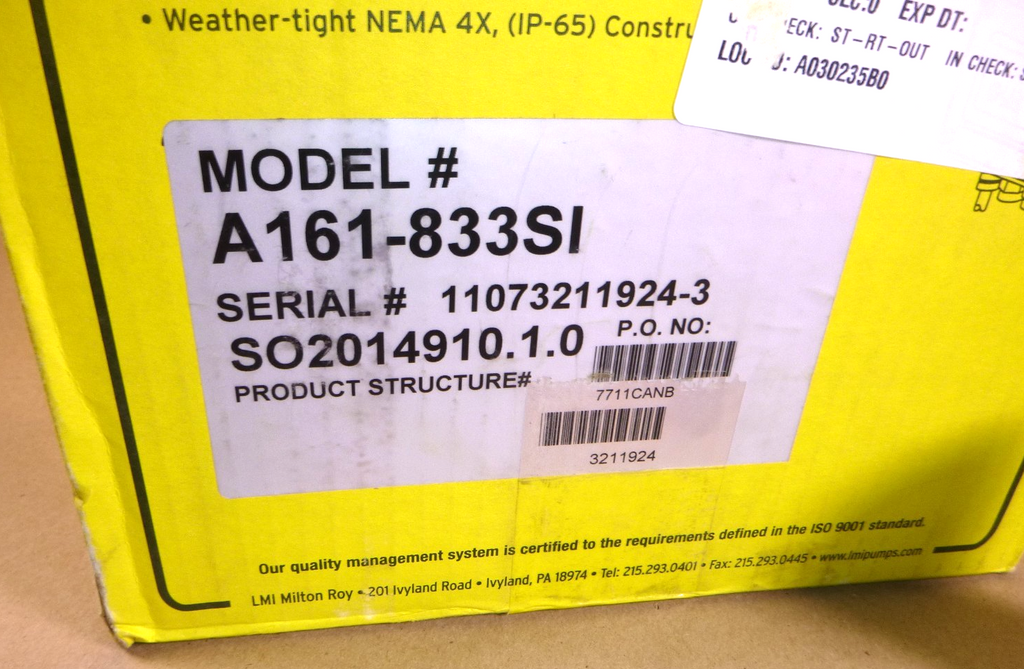 • Weather-tight NEMA 4X, (IP-65) Constru
EXP DT:
ECK: ST-RT-OUT IN CHECK:
A030235B0
MODEL #
A161-833SI
SERIAL # 11073211924-3
SO2014910.1.0 P.O. NO:
PRODUCT STRUCTURE#
7711CANB
3211924
Our quality management system is certified to the requirements defined in the ISO 9001 standard.
LMI Milton Roy • 201 Ivyland Road • Ivyland, PA 18974 • Tel: 215.293.0401 • Fax: 215.293.0445 • www.lmipumps.com